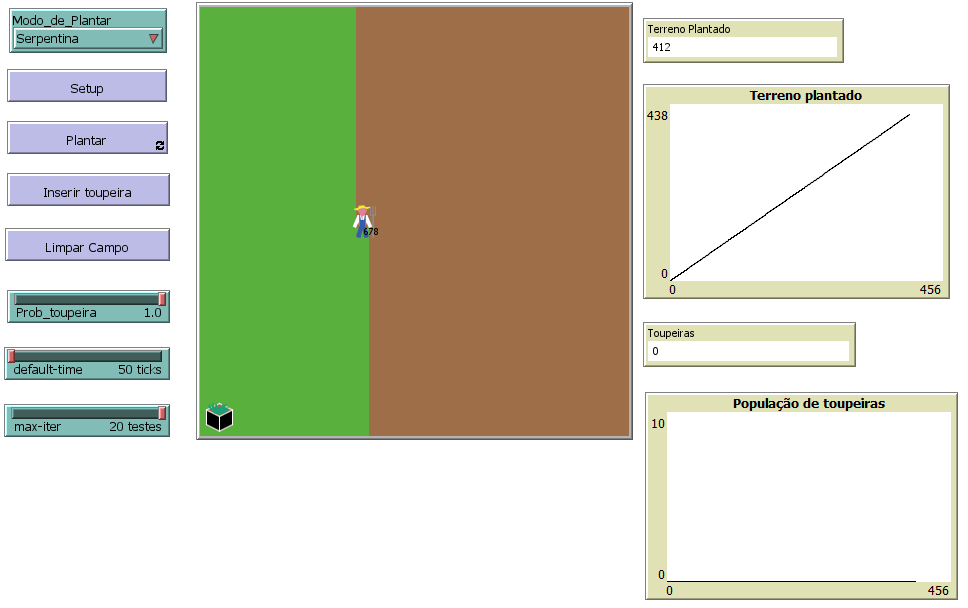 Modo_de_Plantar
Serpentina
Setup
Plantar
Inserir toupeira
Limpar Campo
Prob_toupeira 1.0
default-time 50 ticks
max-iter 20 testes
678
Terreno Plantado
412
Terreno plantado
438
0
0 456
Toupeiras
0
População de toupeiras
10
0
0 456